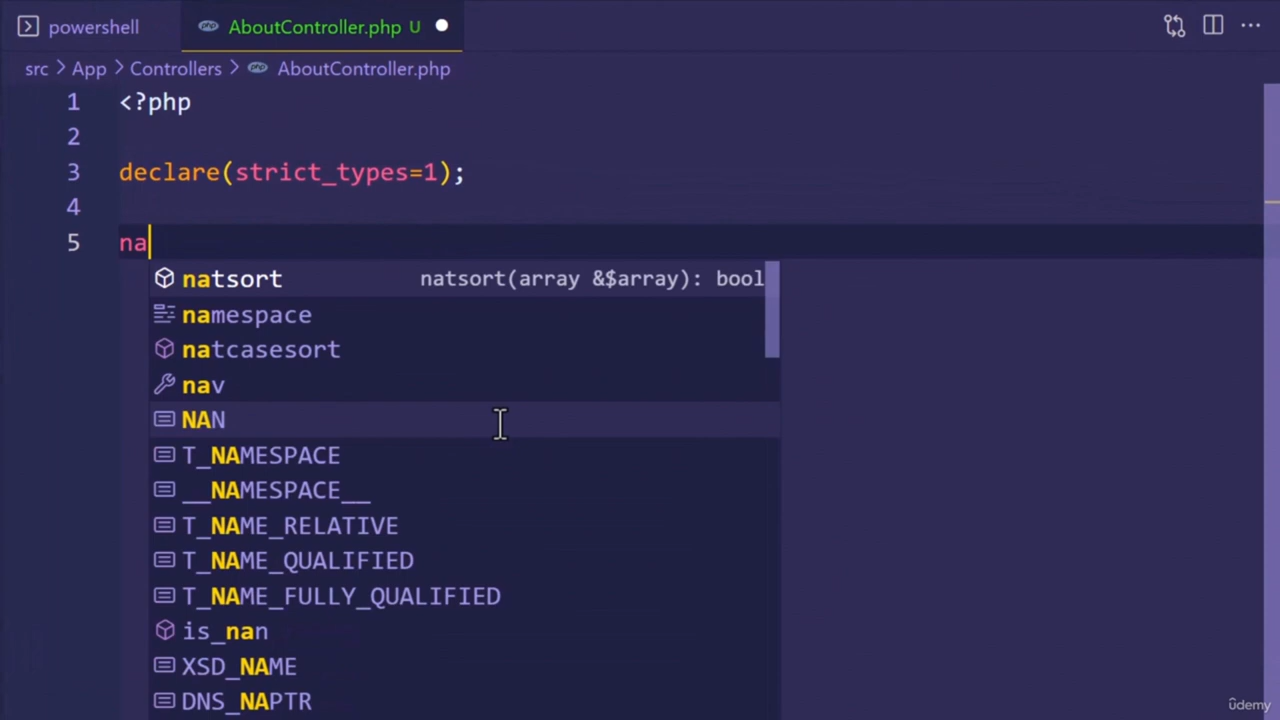 powershell
AboutController.php U
src > App > Controllers > AboutController.php
1 <?php
2
3 declare(strict_types=1);
4
5 na
natsort natsort(array &$array): bool
namespace
natcasesort
nav
NAN
T_NAMESPACE
__NAMESPACE__
T_NAME_RELATIVE
T_NAME_QUALIFIED
T_NAME_FULLY_QUALIFIED
is_nan
XSD_NAME
DNS_NAPTR
udemy